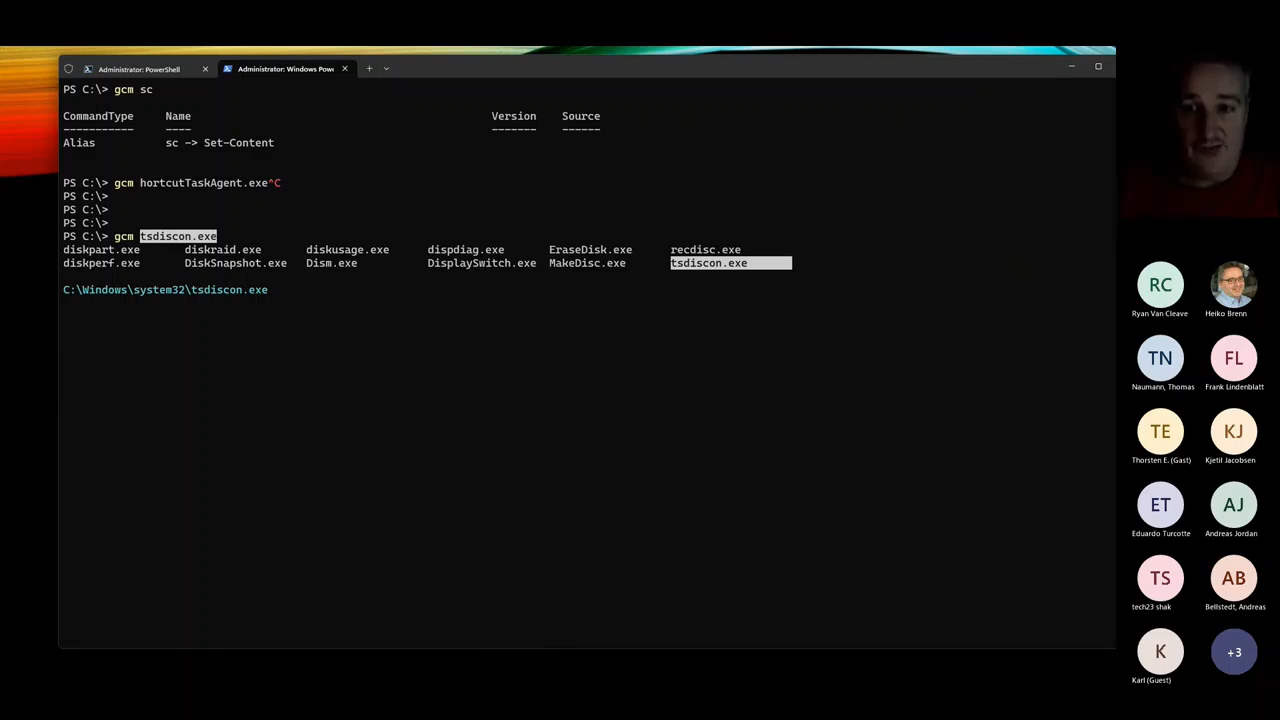 Administrator: PowerShell
Administrator: Windows Powe
PS C:\> gcm sc
CommandType Name Version Source
----------- ---- ------- ------
Alias sc -> Set-Content
PS C:\> gcm hortcutTaskAgent.exe^C
PS C:\>
PS C:\>
PS C:\>
PS C:\> gcm tsdiscon.exe
diskpart.exe diskraid.exe diskusage.exe dispdiag.exe EraseDisk.exe recdisc.exe
diskperf.exe DiskSnapshot.exe Dism.exe DisplaySwitch.exe MakeDisc.exe tsdiscon.exe
C:\Windows\system32\tsdiscon.exe
RC
Ryan Van Cleave Heiko Brenn
TN FL
Naumann, Thomas Frank Lindenblatt
TE KJ
Thorsten E. (Gast) Kjetil Jacobsen
ET AJ
Eduardo Turcotte Andreas Jordan
TS AB
tech23 shak Bellstedt, Andreas
K +3
Karl (Guest)